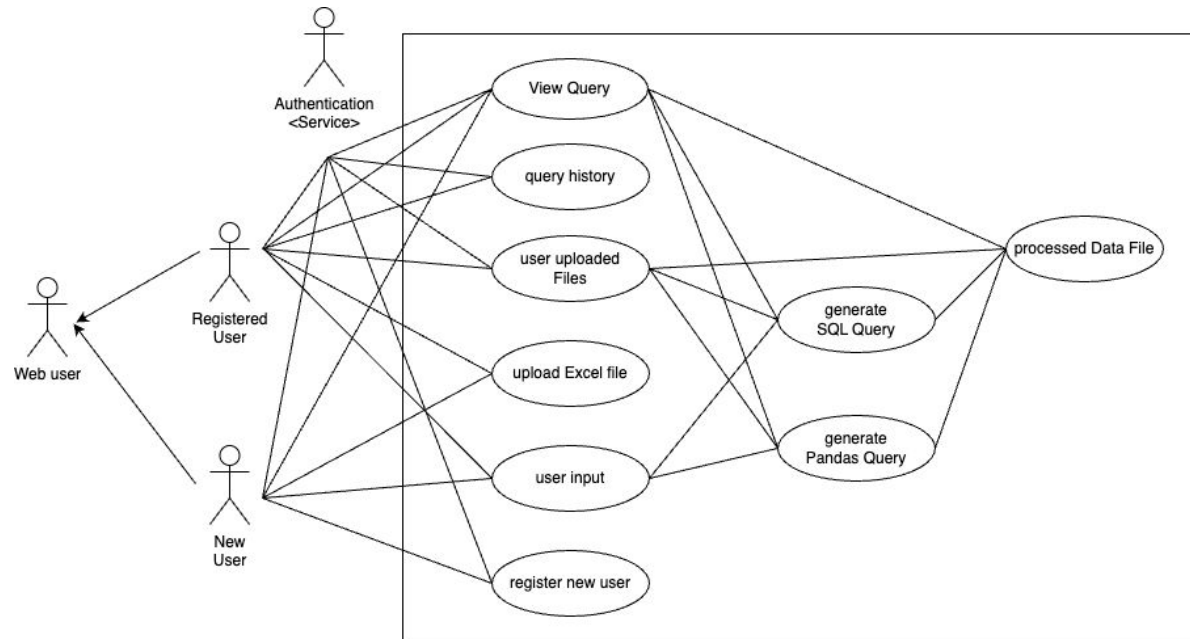 Authentication
<Service>
View Query
query history
Registered
User
user uploaded
Files
processed Data File
Web user
generate
SQL Query
upload Excel file
New
User
user input
generate
Pandas Query
register new user